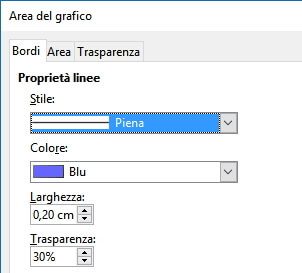 Area del grafico
Bordi Area Trasparenza
Proprietà linee
Stile:
Piena
Colore:
Blu
Larghezza:
0,20 cm
Trasparenza:
30%